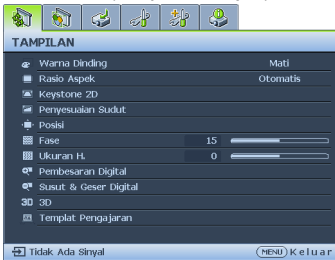 TAMPILAN
Warna Dinding Mati
Rasio Aspek Otomatis
Keystone 2D
Penyesuaian Sudut
Posisi
Fase 15
Ukuran H. 0
Pembesaran Digital
Susut & Geser Digital
3D 3D
Templat Pengajaran
Tidak Ada Sinyal MENU Keluar